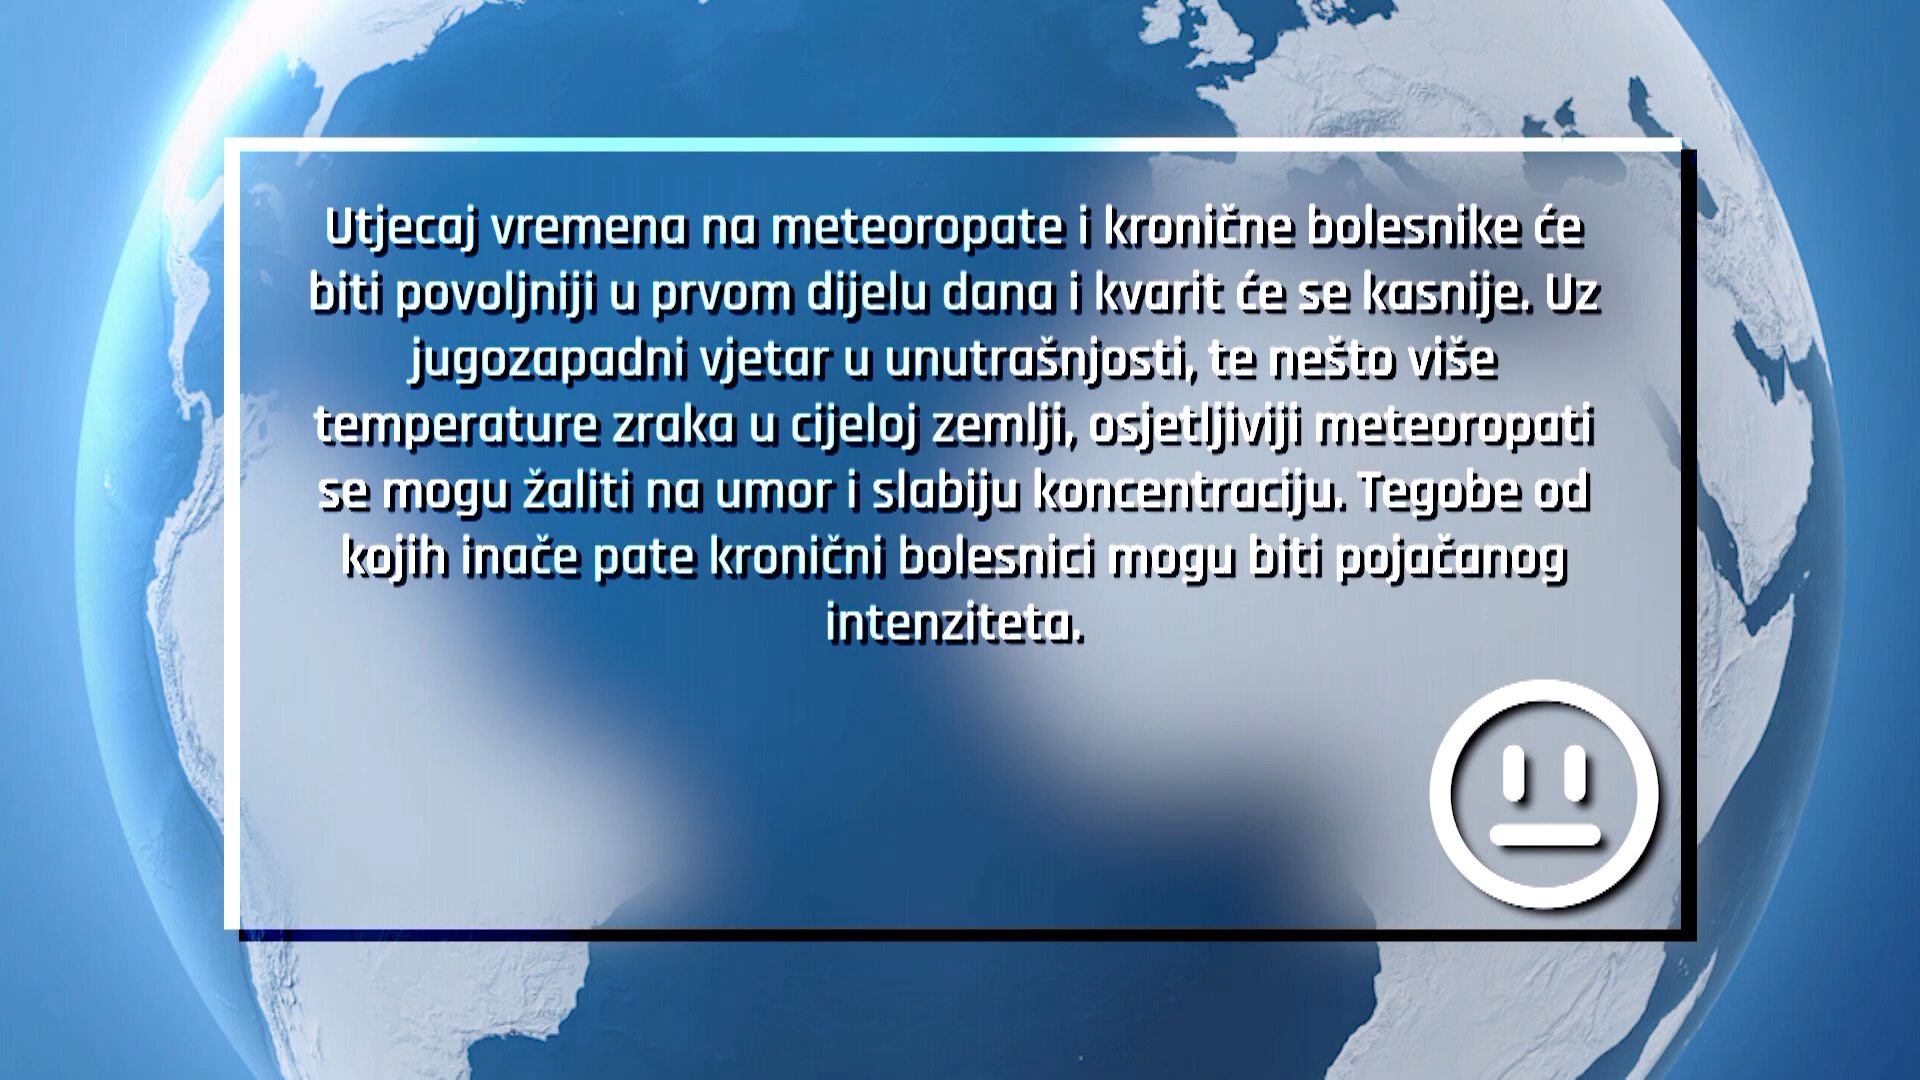 Utjecaj vremena na meteoropate i kronične bolesnike će
biti povoljniji u prvom dijelu dana i kvarit će se kasnije. Uz
jugozapadni vjetar u unutrašnjosti, te nešto više
temperature zraka u cijeloj zemlji, osjetljiviji meteoropati
se mogu žaliti na umor i slabiju koncentraciju. Tegobe od
kojih inače pate kronični bolesnici mogu biti pojačanog
intenziteta.